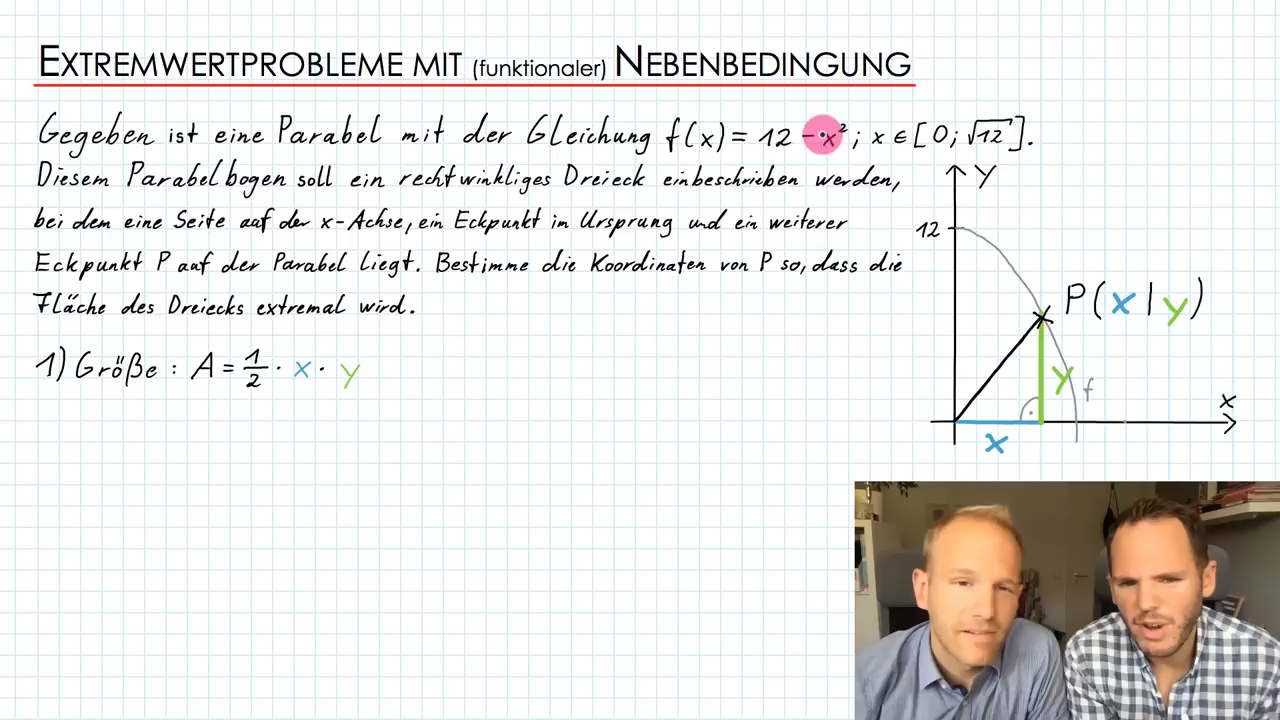 EXTREMWERTPROBLEME MIT (funktionaler) NEBENBEDINGUNG
Gegeben ist eine Parabel mit der Gleichung f(x) = 12 - x²; x ∈ [0; √12].
Diesem Parabelbogen soll ein rechtwinkliges Dreieck einbeschrieben werden,
bei dem eine Seite auf der x-Achse, ein Eckpunkt im Ursprung und ein weiterer
Eckpunkt P auf der Parabel liegt. Bestimme die Koordinaten von P so, dass die
Fläche des Dreiecks extremal wird.
1) Größe : A = 1/2 · x · y
y
12
P(x|y)
y
f
x
x